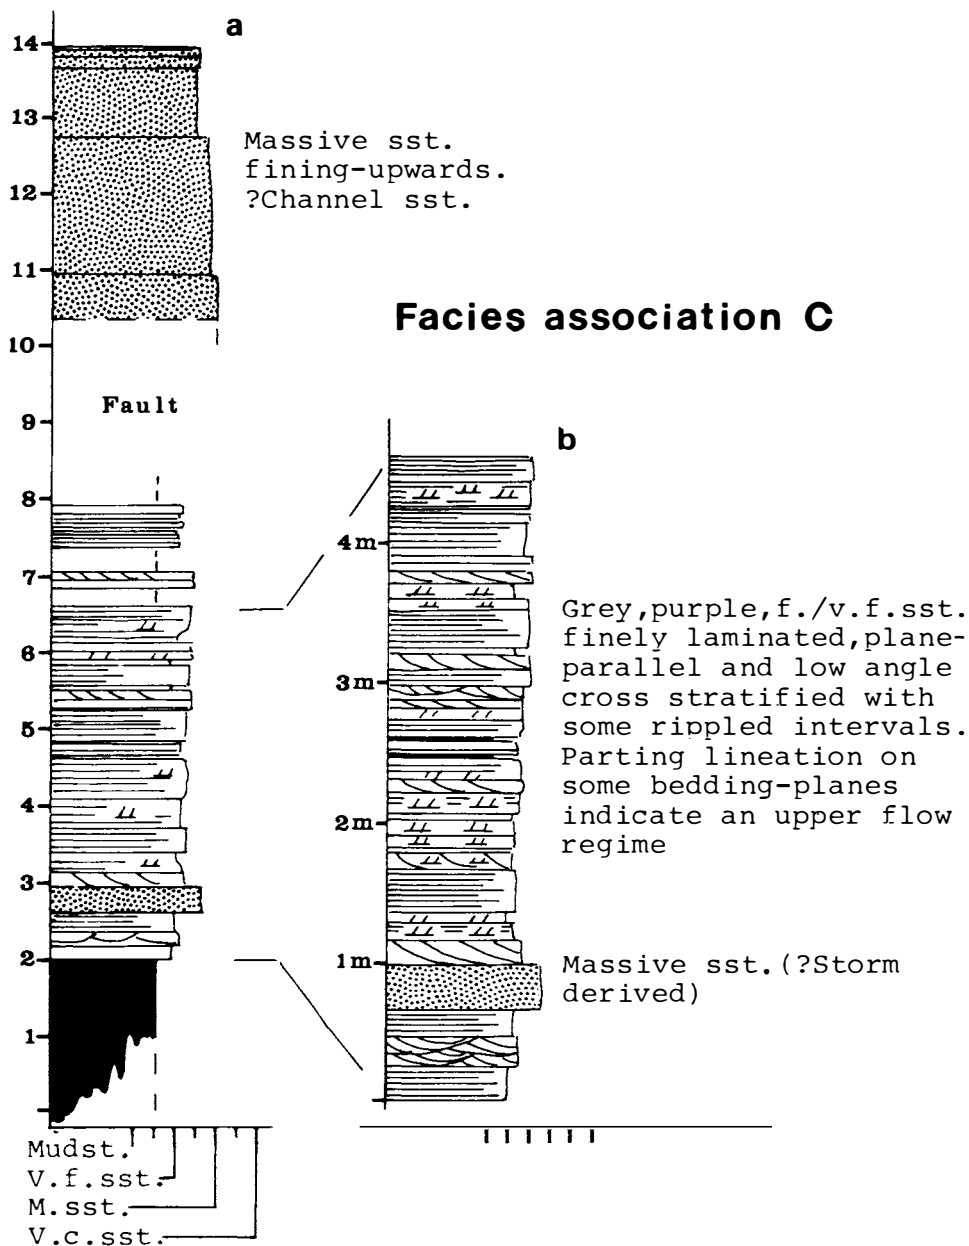 a
14
13
12
11
10
9
8
7
6
5
4
3
2
1
Massive sst.
fining-upwards.
?Channel sst.
Facies association C
Fault
b
4m
3m
2m
1m
Grey,purple,f./v.f.sst.
finely laminated,plane-
parallel and low angle
cross stratified with
some rippled intervals.
Parting lineation on
some bedding-planes
indicate an upper flow
regime
Massive sst.(?Storm
derived)
Mudst.
V.f.sst.
M.sst.
V.c.sst.